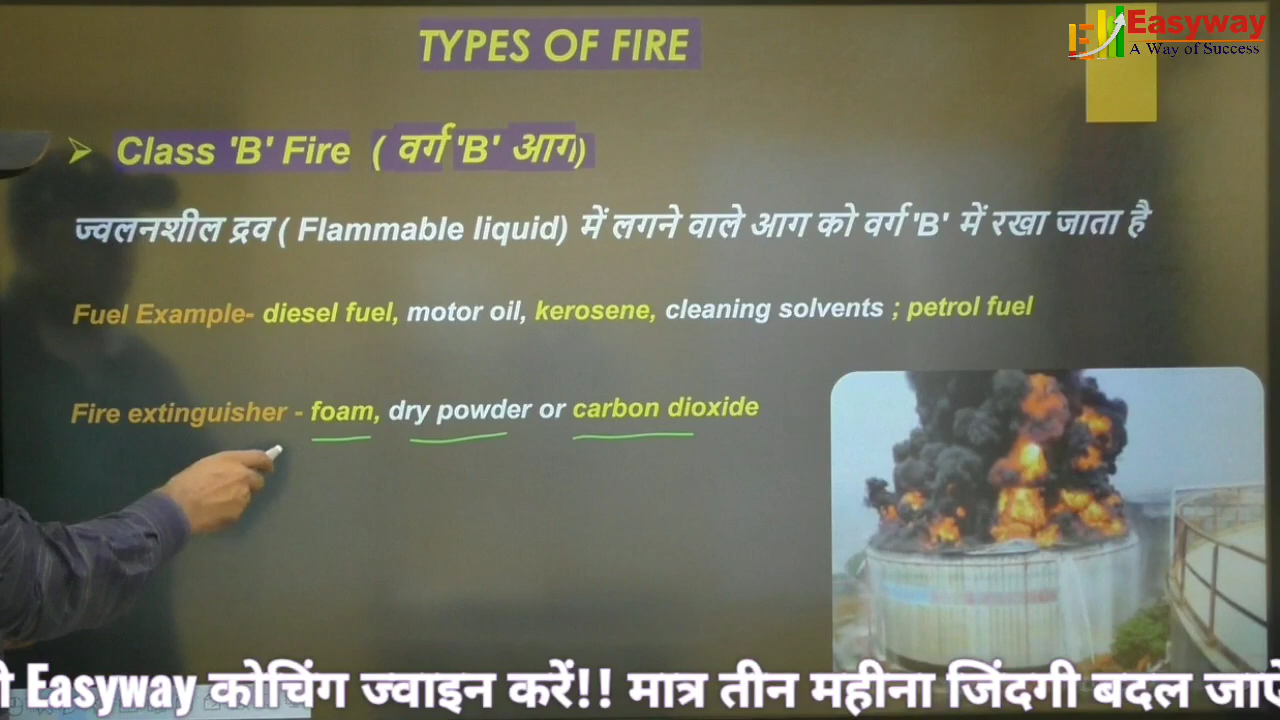 TYPES OF FIRE
Easyway
A Way of Success
➢ Class 'B' Fire ( वर्ग 'B' आग)
ज्वलनशील द्रव ( Flammable liquid) में लगने वाले आग को वर्ग 'B' में रखा जाता है
Fuel Example- diesel fuel, motor oil, kerosene, cleaning solvents ; petrol fuel
Fire extinguisher - foam, dry powder or carbon dioxide
Easyway कोचिंग ज्वाइन करें!! मात्र तीन महीना जिंदगी बदल